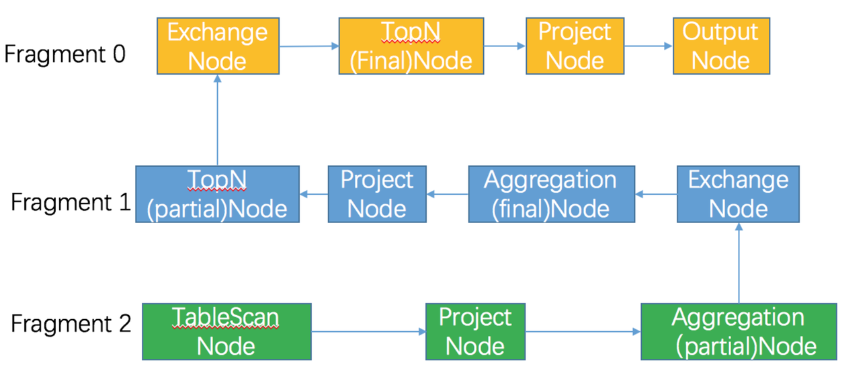 Fragment 0
Exchange
Node
TopN
(Final)Node
Project
Node
Output
Node
Fragment 1
TopN
(partial)Node
Project
Node
Aggregation
(final)Node
Exchange
Node
Fragment 2
TableScan
Node
Project
Node
Aggregation
(partial)Node